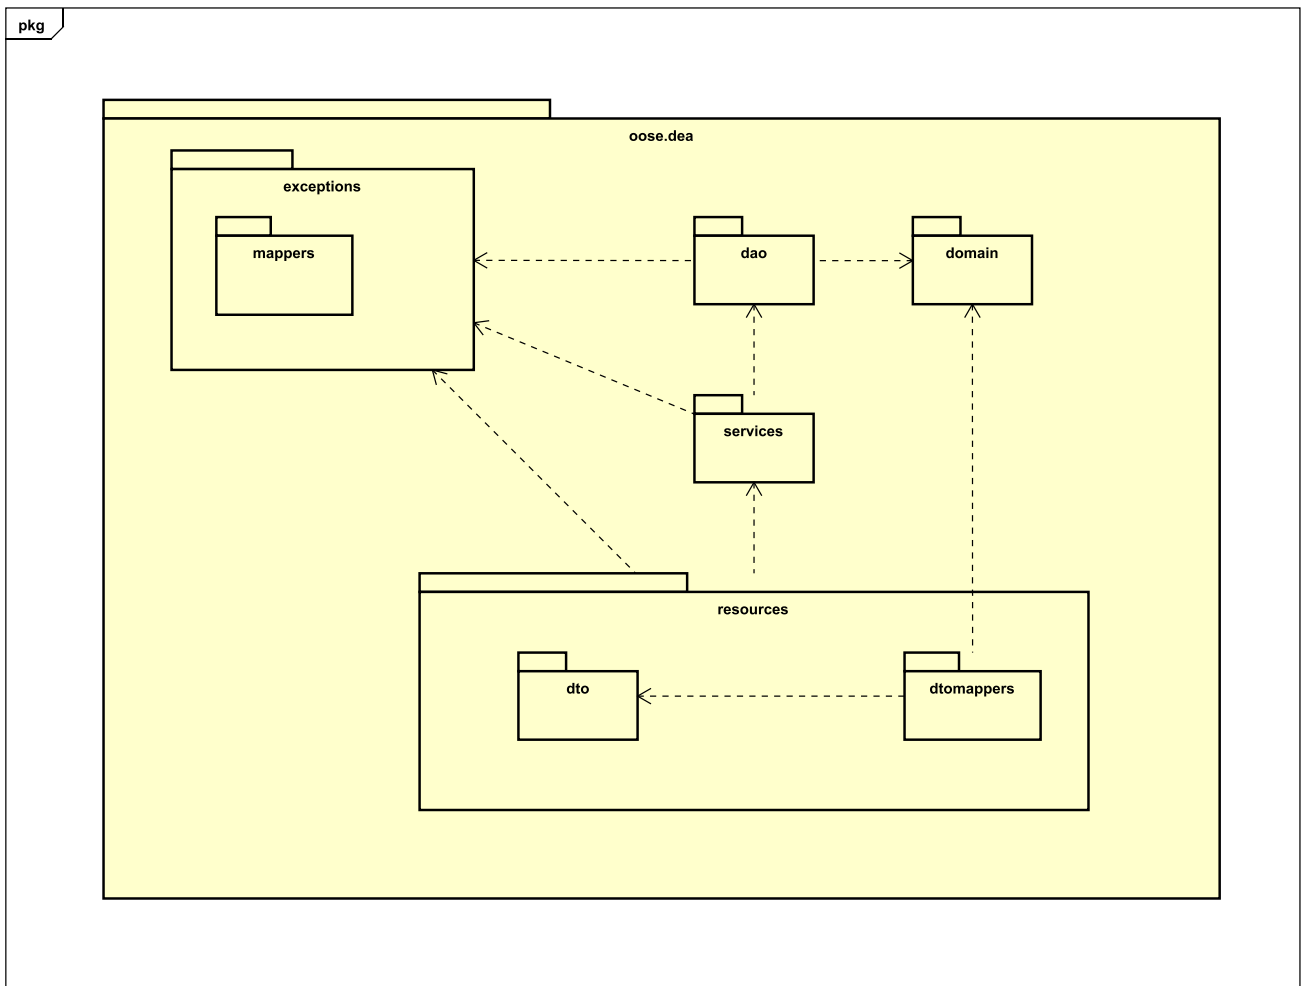 pkg
oose.dea
exceptions
mappers
dao
domain
services
resources
dto
dtomappers